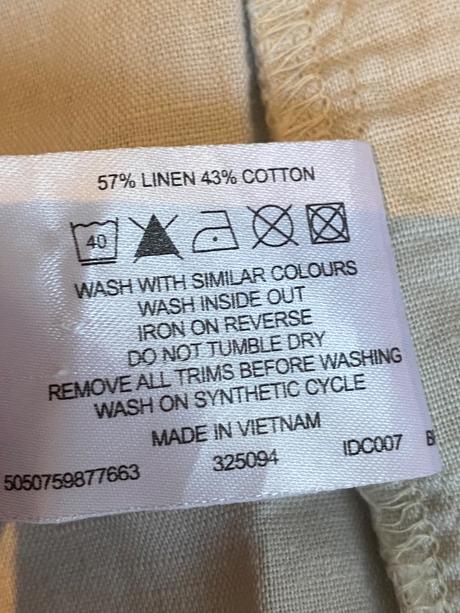 57% LINEN 43% COTTON
40
WASH WITH SIMILAR COLOURS
WASH INSIDE OUT
IRON ON REVERSE
DO NOT TUMBLE DRY
REMOVE ALL TRIMS BEFORE WASHING
WASH ON SYNTHETIC CYCLE
MADE IN VIETNAM
5050759877663 325094 IDC007